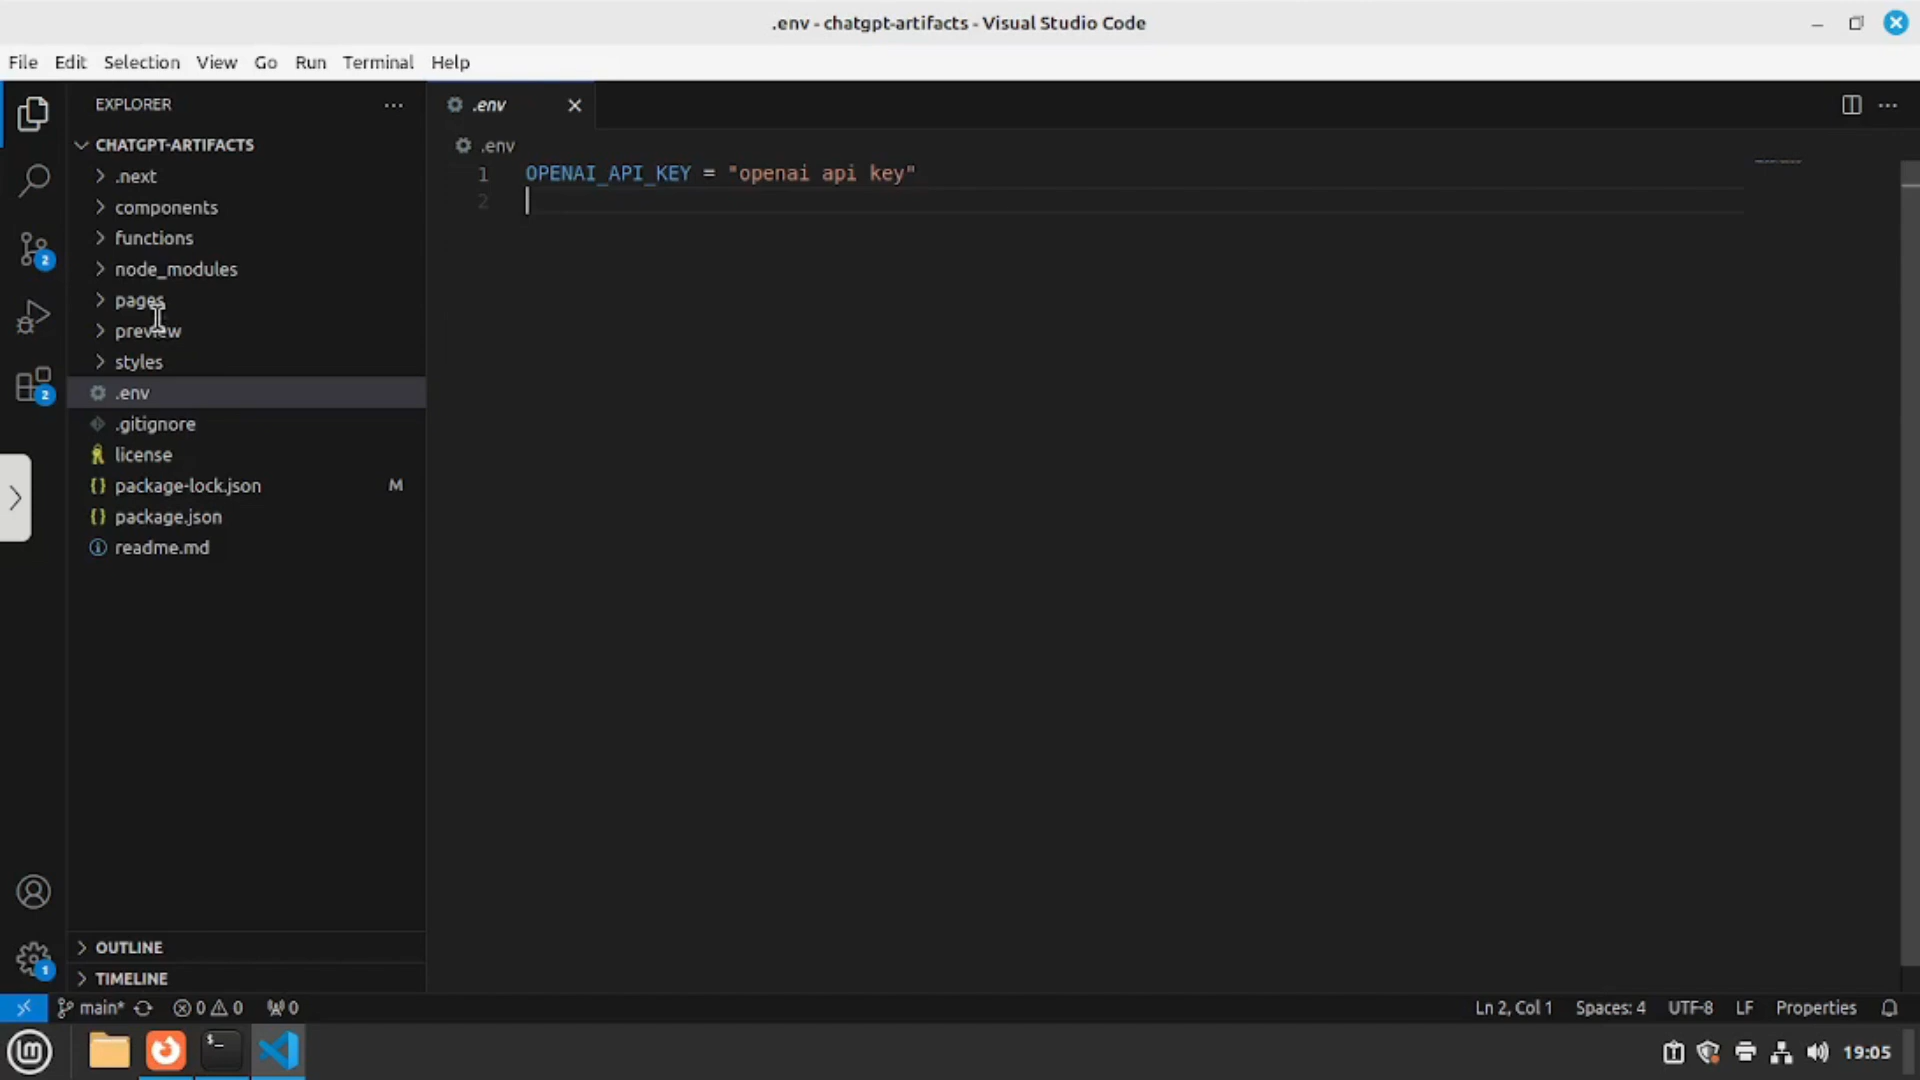 .env - chatgpt-artifacts - Visual Studio Code
File Edit Selection View Go Run Terminal Help
EXPLORER
.env
CHATGPT-ARTIFACTS
.env
.next
1 OPENAI_API_KEY = "openai api key"
components
2
functions
2
node_modules
pages
preview
styles
.env
2
.gitignore
license
package-lock.json M
package.json
readme.md
OUTLINE
1
TIMELINE
main* 0 0 0 Ln 2, Col 1 Spaces: 4 UTF-8 LF Properties
19:05